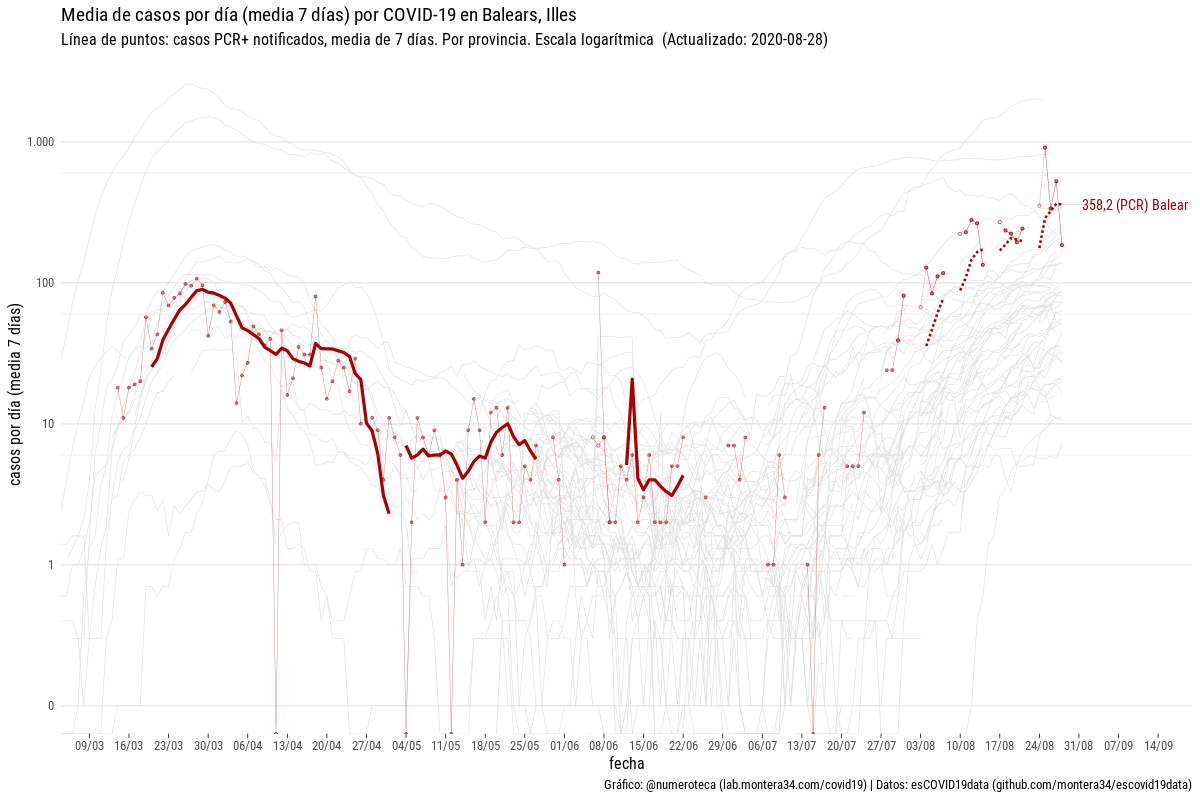 Media de casos por día (media 7 días) por COVID-19 en Balears, Illes
Línea de puntos: casos PCR+ notificados, media de 7 días. Por provincia. Escala logarítmica (Actualizado: 2020-08-28)
casos por día (media 7 días)
1.000
100
10
1
0
358,2 (PCR) Balear
09/03 16/03 23/03 30/03 06/04 13/04 20/04 27/04 04/05 11/05 18/05 25/05 01/06 08/06 15/06 22/06 29/06 06/07 13/07 20/07 27/07 03/08 10/08 17/08 24/08 31/08 07/09 14/09
fecha
Gráfico: @numeroteca (lab.montera34.com/covid19) | Datos: esCOVID19data (github.com/montera34/escovid19data)